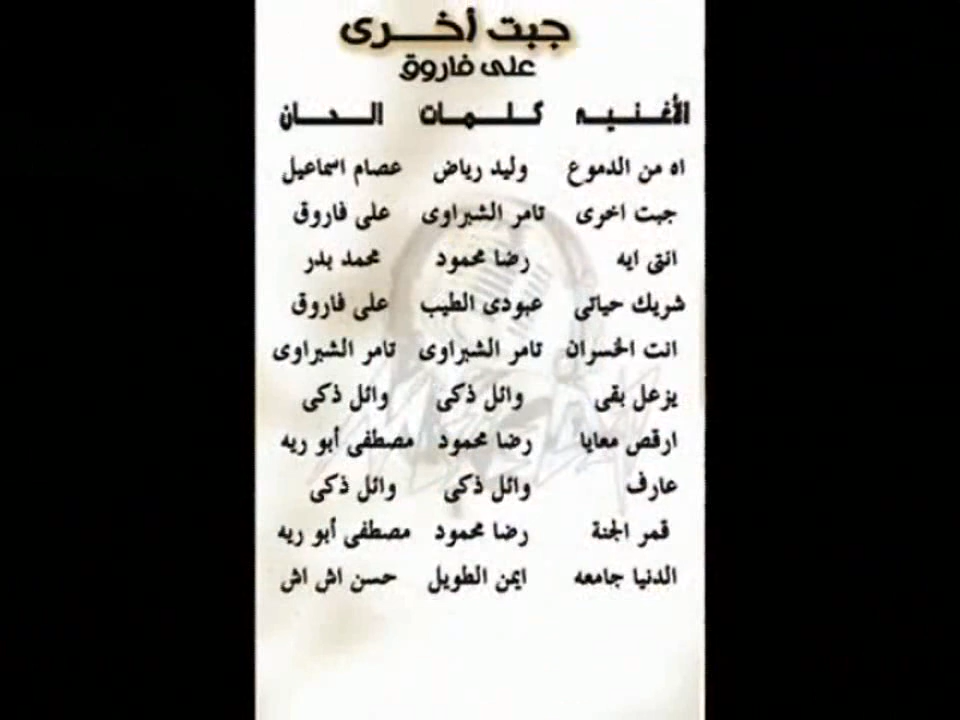 جبت أخرى
على فاروق
الأغنيه كلمات الحان
اه من الدموع وليد رياض عصام اسماعيل
جبت اخرى تامر الشبراوى على فاروق
انتى ايه رضا محمود محمد بدر
شريك حياتى عبودى الطيب على فاروق
انت الخسران تامر الشبراوى تامر الشبراوى
يزعل بقى وائل ذكى وائل ذكى
ارقص معايا رضا محمود مصطفى أبو ريه
عارف وائل ذكى وائل ذكى
قمر الجنة رضا محمود مصطفى أبو ريه
الدنيا جامعه ايمن الطويل حسن اش اش